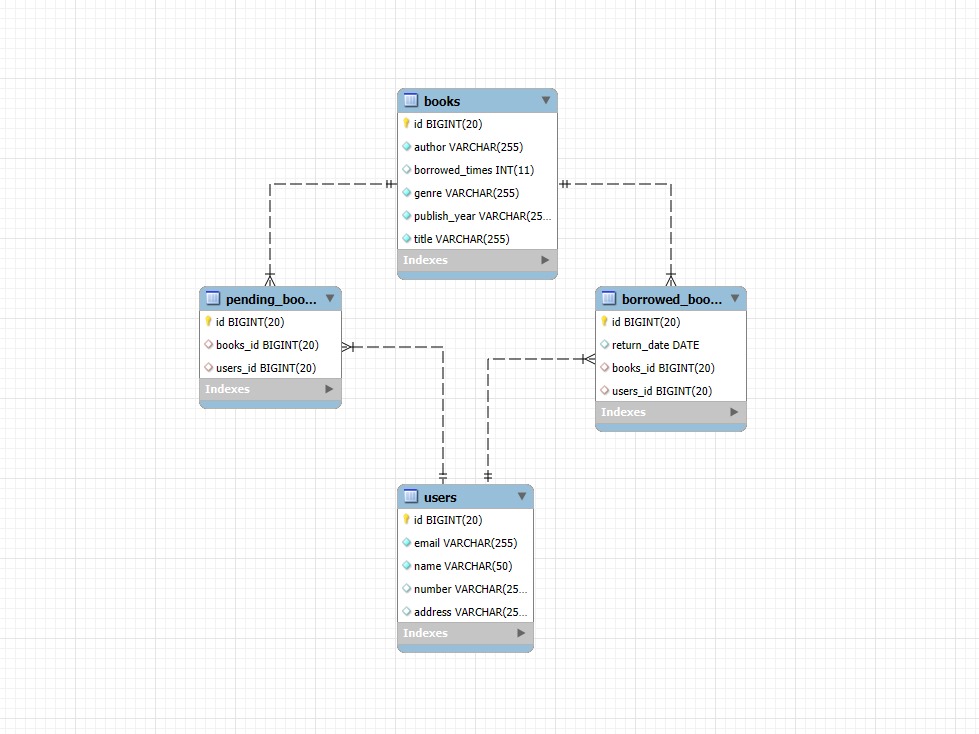 books
id BIGINT(20)
author VARCHAR(255)
borrowed_times INT(11)
genre VARCHAR(255)
publish_year VARCHAR(25...
title VARCHAR(255)
Indexes
pending_boo...
id BIGINT(20)
books_id BIGINT(20)
users_id BIGINT(20)
Indexes
borrowed_boo...
id BIGINT(20)
return_date DATE
books_id BIGINT(20)
users_id BIGINT(20)
Indexes
users
id BIGINT(20)
email VARCHAR(255)
name VARCHAR(50)
number VARCHAR(25...
address VARCHAR(25...
Indexes